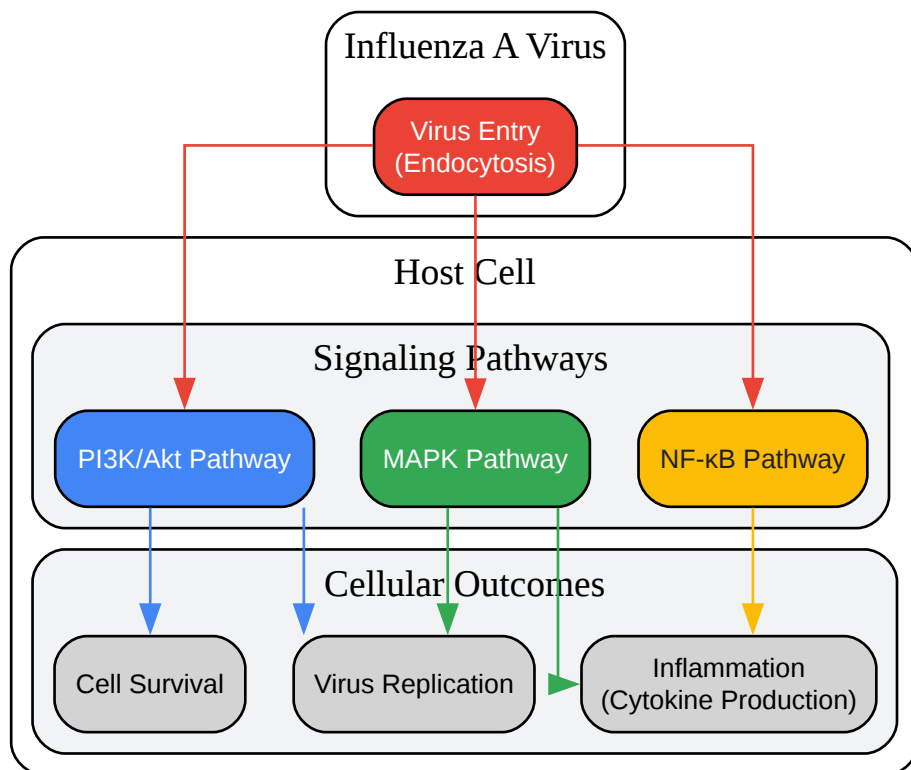 Influenza A Virus
Virus Entry
(Endocytosis)
Host Cell
Signaling Pathways
PI3K/Akt Pathway
MAPK Pathway
NF-κB Pathway
Cellular Outcomes
Cell Survival
Virus Replication
Inflammation
(Cytokine Production)